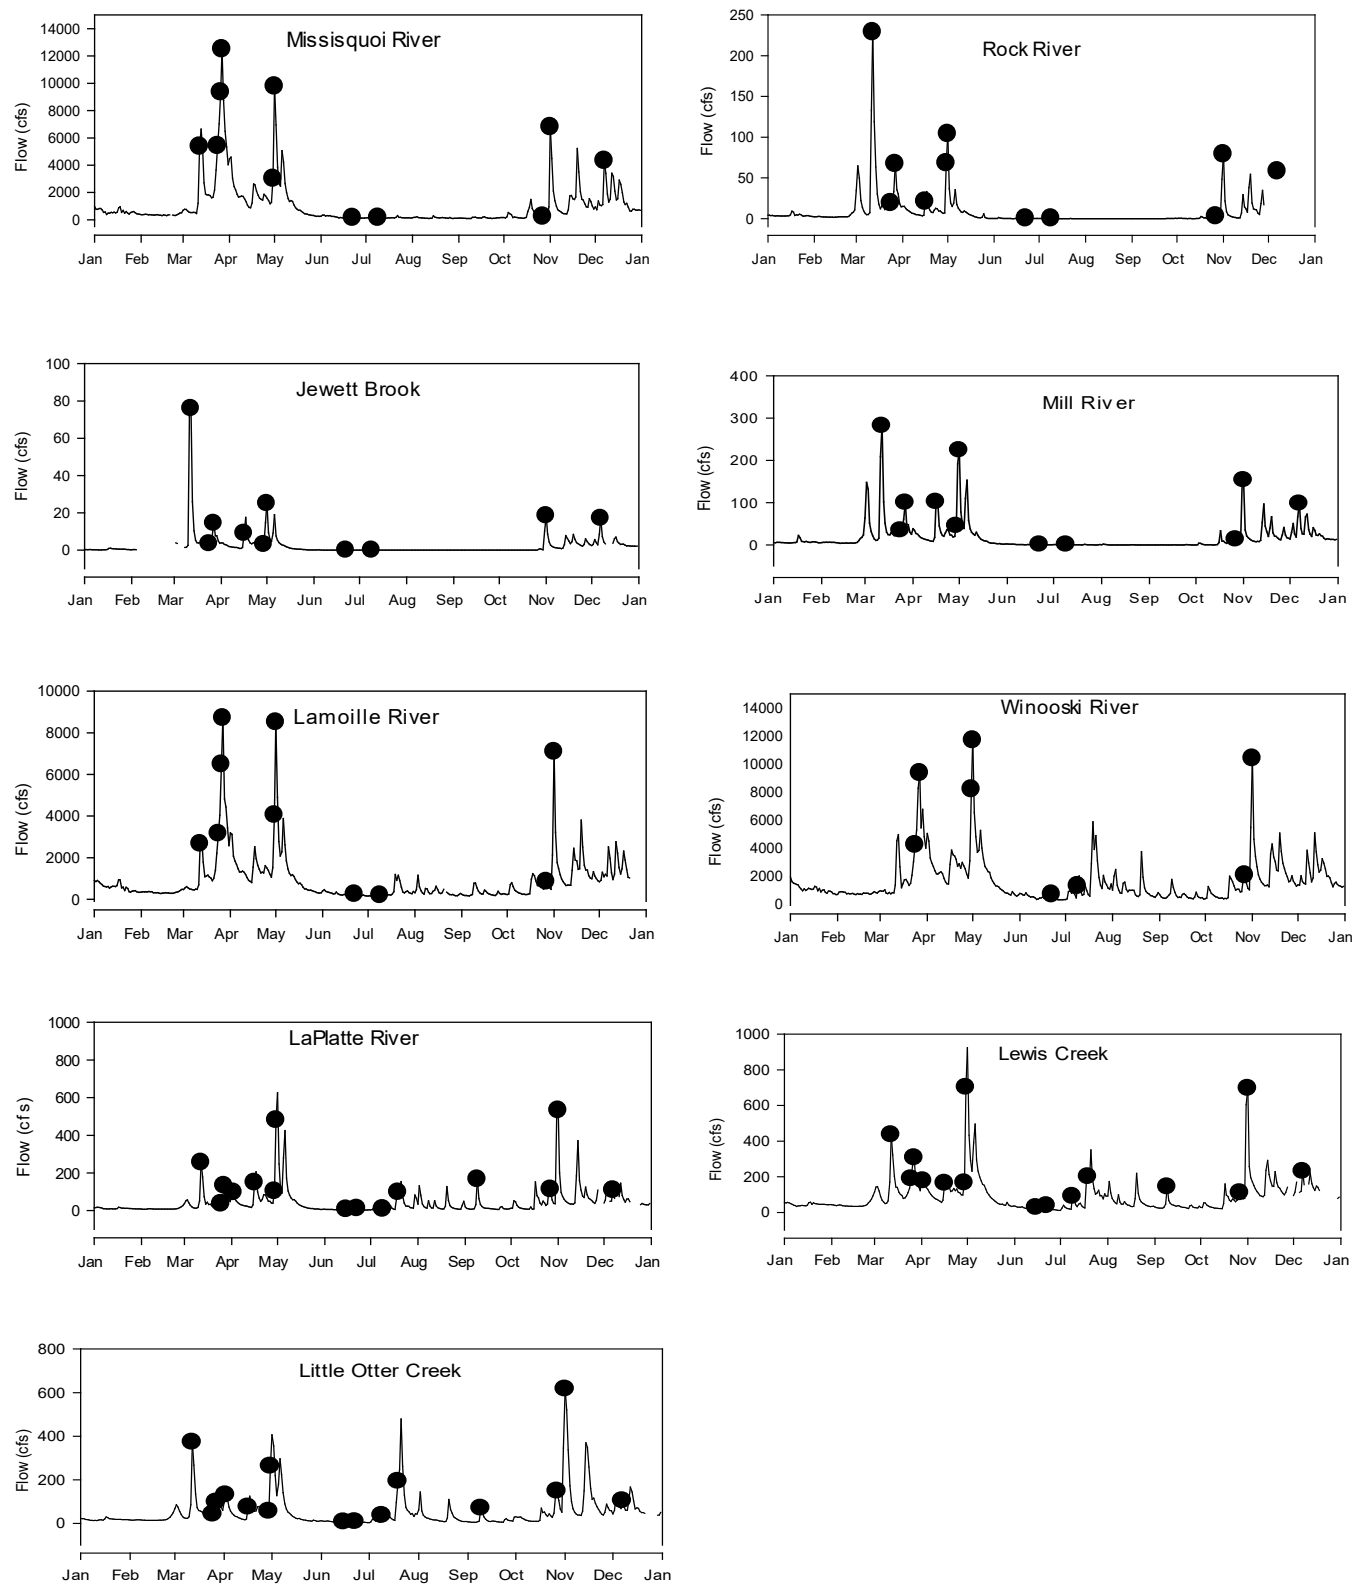 Missisquoi River
Flow (cfs)
14000
12000
10000
8000
6000
4000
2000
0
Jan Feb Mar Apr May Jun Jul Aug Sep Oct Nov Dec Jan
Rock River
Flow (cfs)
250
200
150
100
50
0
Jan Feb Mar Apr May Jun Jul Aug Sep Oct Nov Dec Jan
Jewett Brook
Flow (cfs)
100
80
60
40
20
0
Jan Feb Mar Apr May Jun Jul Aug Sep Oct Nov Dec Jan
Mill River
Flow (cfs)
400
300
200
100
0
Jan Feb Mar Apr May Jun Jul Aug Sep Oct Nov Dec Jan
Lamoille River
Flow (cfs)
10000
8000
6000
4000
2000
0
Jan Feb Mar Apr May Jun Jul Aug Sep Oct Nov Dec Jan
Winooski River
Flow (cfs)
14000
12000
10000
8000
6000
4000
2000
0
Jan Feb Mar Apr May Jun Jul Aug Sep Oct Nov Dec Jan
LaPlatte River
Flow (cf s)
1000
800
600
400
200
0
Jan Feb Mar Apr May Jun Jul Aug Sep Oct Nov Dec Jan
Lewis Creek
Flow (cfs)
1000
800
600
400
200
0
Jan Feb Mar Apr May Jun Jul Aug Sep Oct Nov Dec Jan
Little Otter Creek
Flow (cfs)
800
600
400
200
0
Jan Feb Mar Apr May Jun Jul Aug Sep Oct Nov Dec Jan